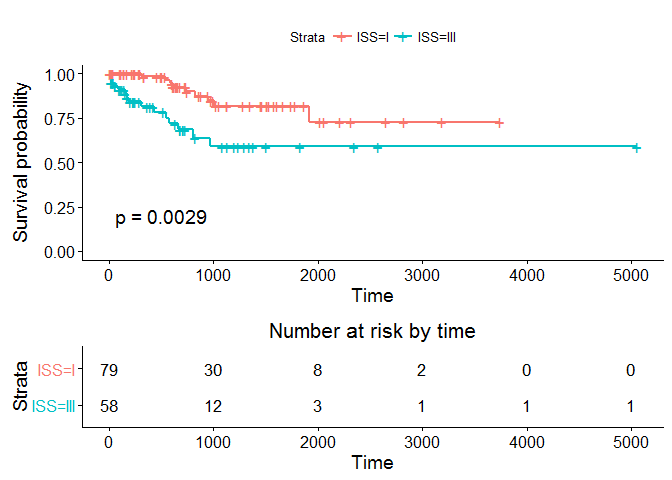 Strata ISS=I ISS=III
Survival probability
1.00
0.75
0.50
0.25
0.00
p = 0.0029
0 1000 2000 3000 4000 5000
Time
Number at risk by time
Strata
ISS=I 79 30 8 2 0 0
ISS=III 58 12 3 1 1 1
0 1000 2000 3000 4000 5000
Time